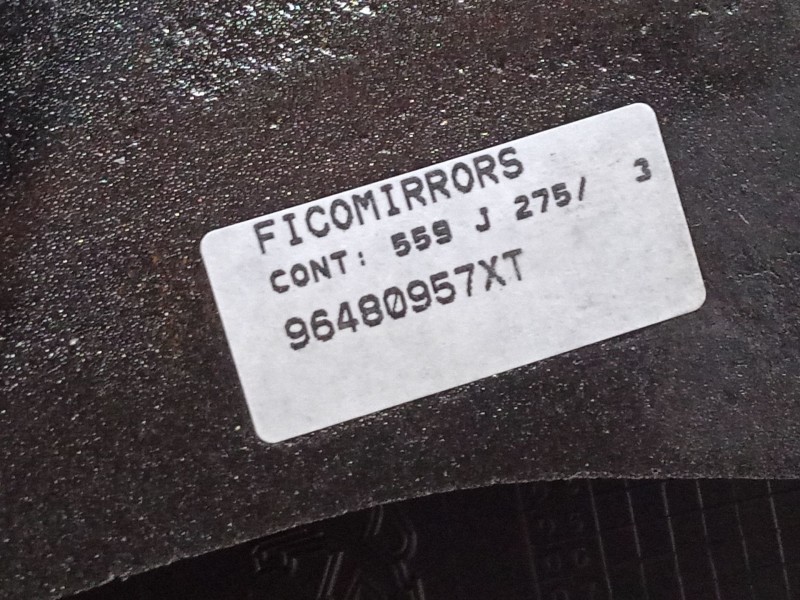 FICOMIRRORS
CONT: 559 J 275/ 3
96480957XT